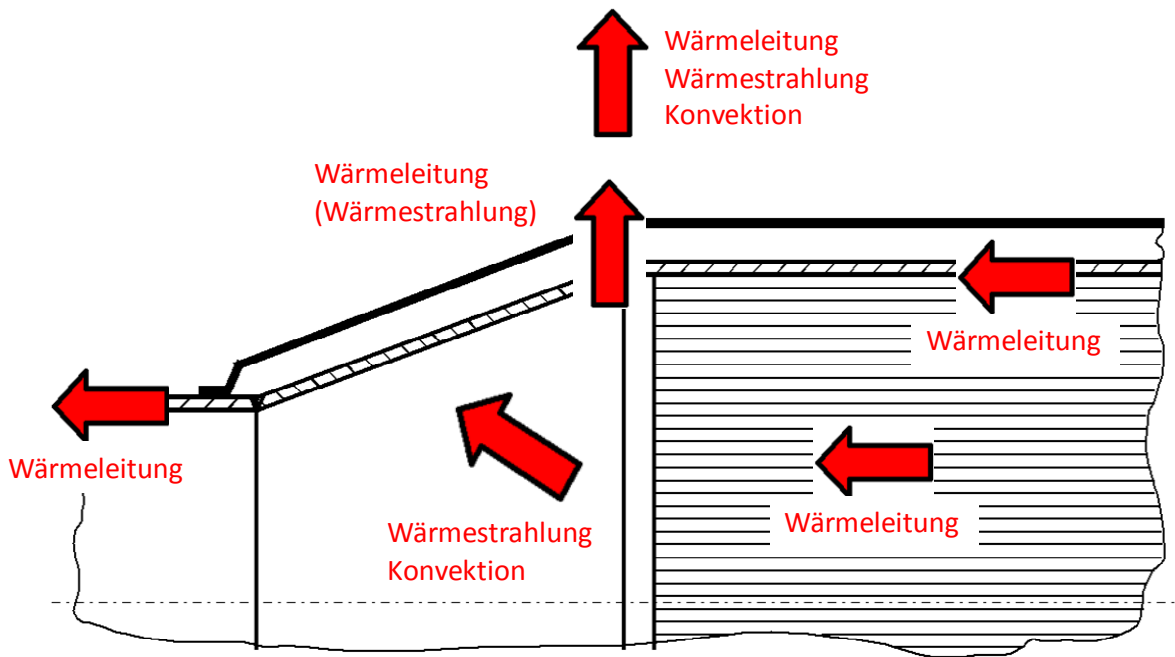 Wärmeleitung
Wärmestrahlung
Konvektion
Wärmeleitung
(Wärmestrahlung)
Wärmeleitung
Wärmeleitung
Wärmestrahlung
Konvektion
Wärmeleitung